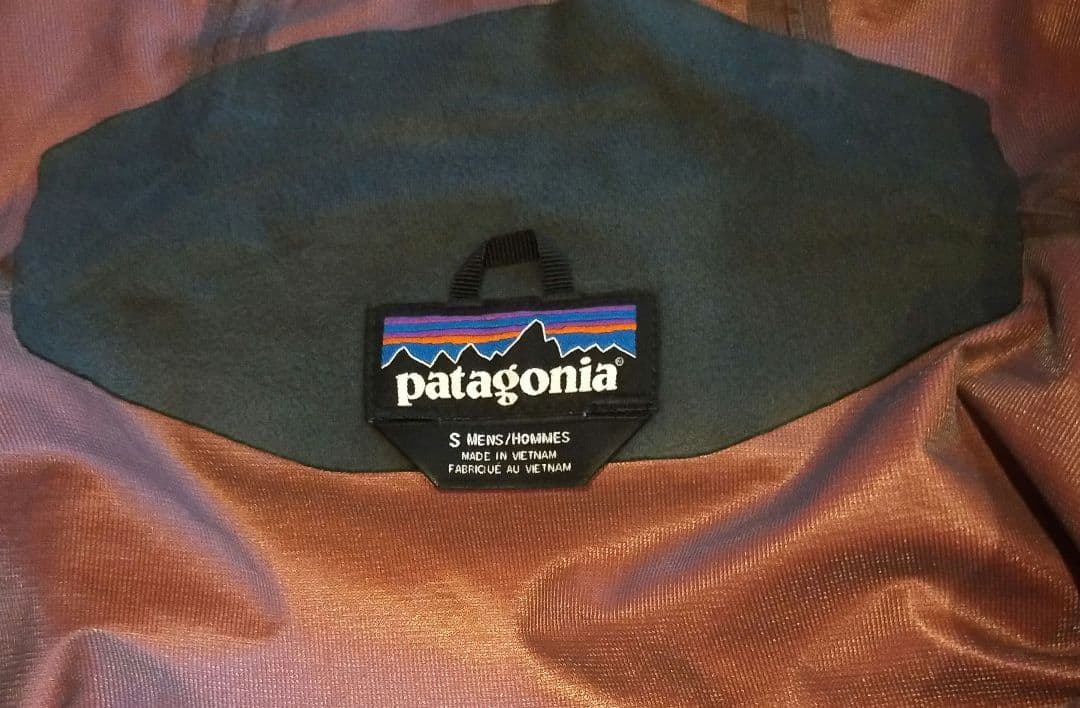 patagonia®
S MENS/HOMMES
MADE IN VIETNAM
FABRIQUÉ AU VIETNAM